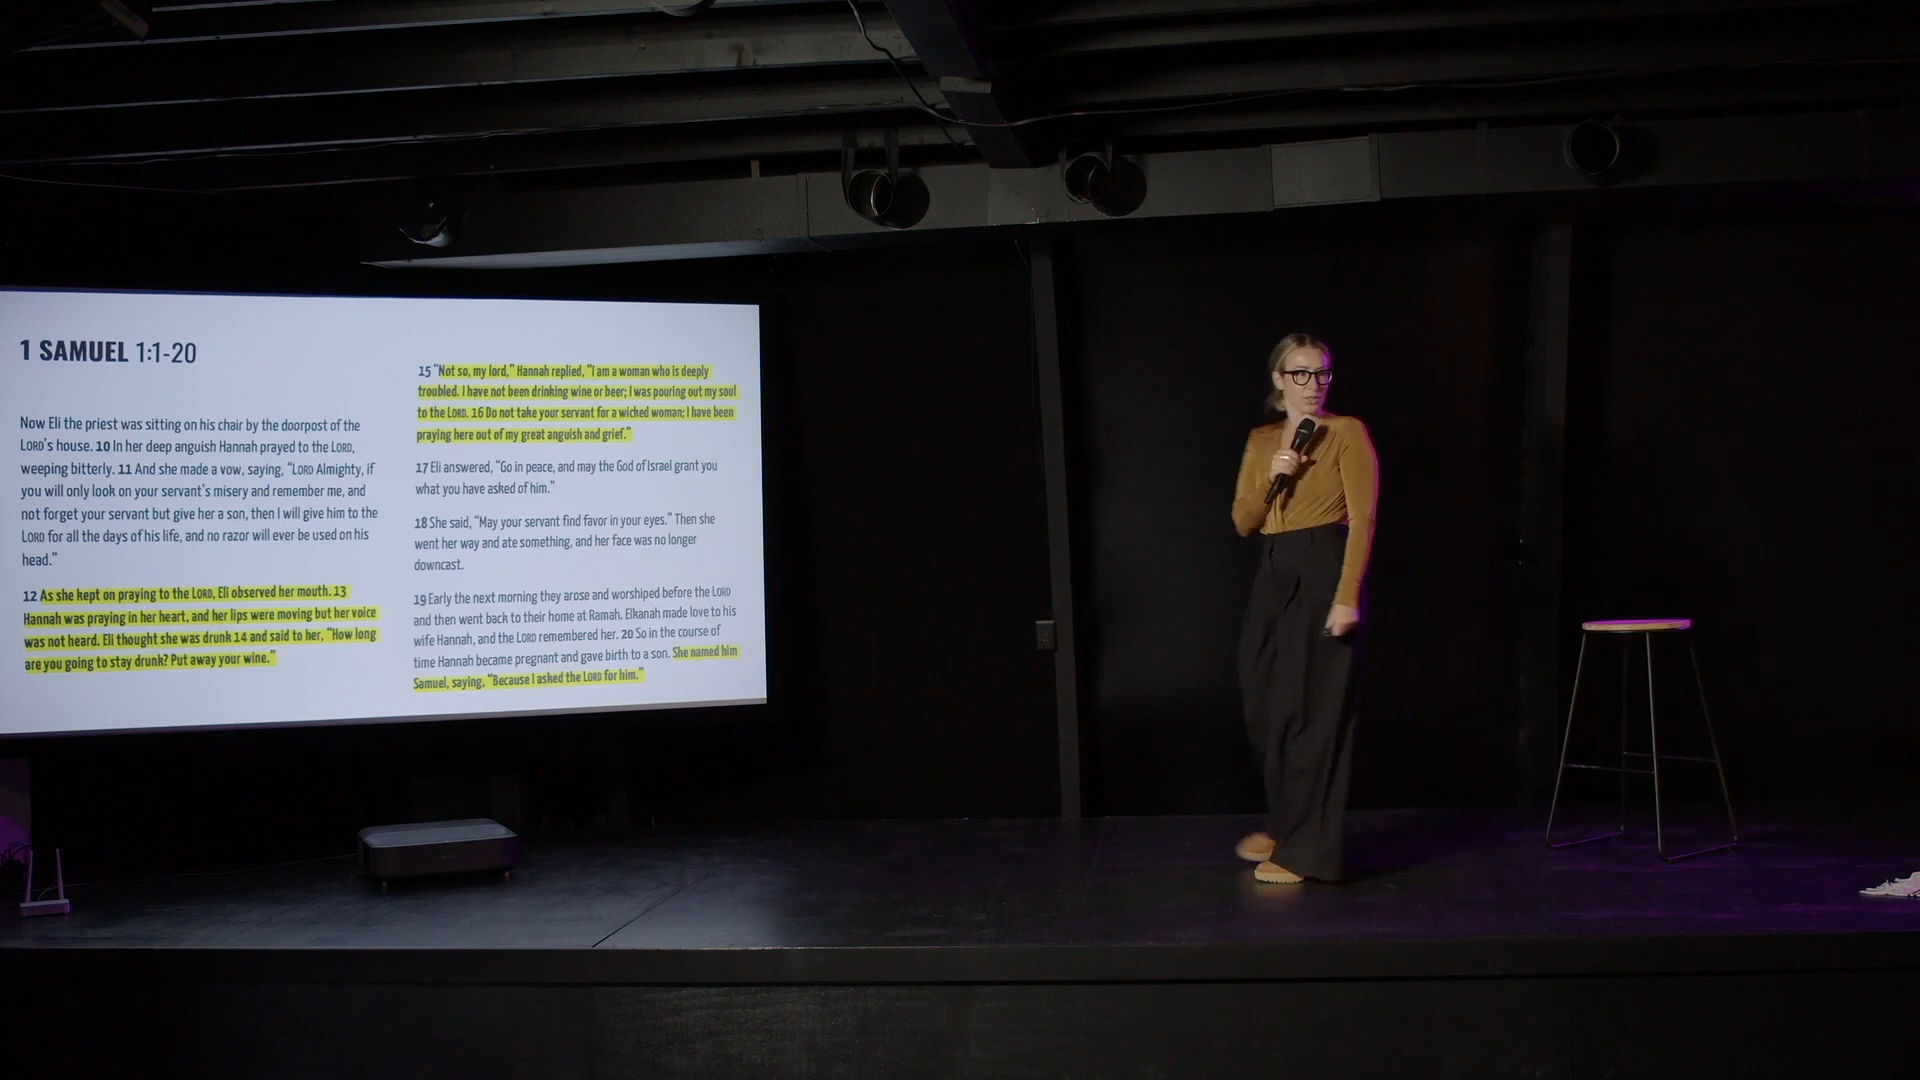 1 SAMUEL 1:1-20
Now Eli the priest was sitting on his chair by the doorpost of the
LORD's house. 10 In her deep anguish Hannah prayed to the LORD,
weeping bitterly. 11 And she made a vow, saying, “LORD Almighty, if
you will only look on your servant's misery and remember me, and
not forget your servant but give her a son, then I will give him to the
LORD for all the days of his life, and no razor will ever be used on his
head.”
12 As she kept on praying to the LORD, Eli observed her mouth. 13
Hannah was praying in her heart, and her lips were moving but her voice
was not heard. Eli thought she was drunk 14 and said to her, “How long
are you going to stay drunk? Put away your wine.”
15 “Not so, my lord,” Hannah replied, “I am a woman who is deeply
troubled. I have not been drinking wine or beer; I was pouring out my soul
to the LORD. 16 Do not take your servant for a wicked woman; I have been
praying here out of my great anguish and grief.”
17 Eli answered, “Go in peace, and may the God of Israel grant you
what you have asked of him.”
18 She said, “May your servant find favor in your eyes.” Then she
went her way and ate something, and her face was no longer
downcast.
19 Early the next morning they arose and worshiped before the LORD
and then went back to their home at Ramah. Elkanah made love to his
wife Hannah, and the LORD remembered her. 20 So in the course of
time Hannah became pregnant and gave birth to a son. She named him
Samuel, saying, “Because I asked the LORD for him.”